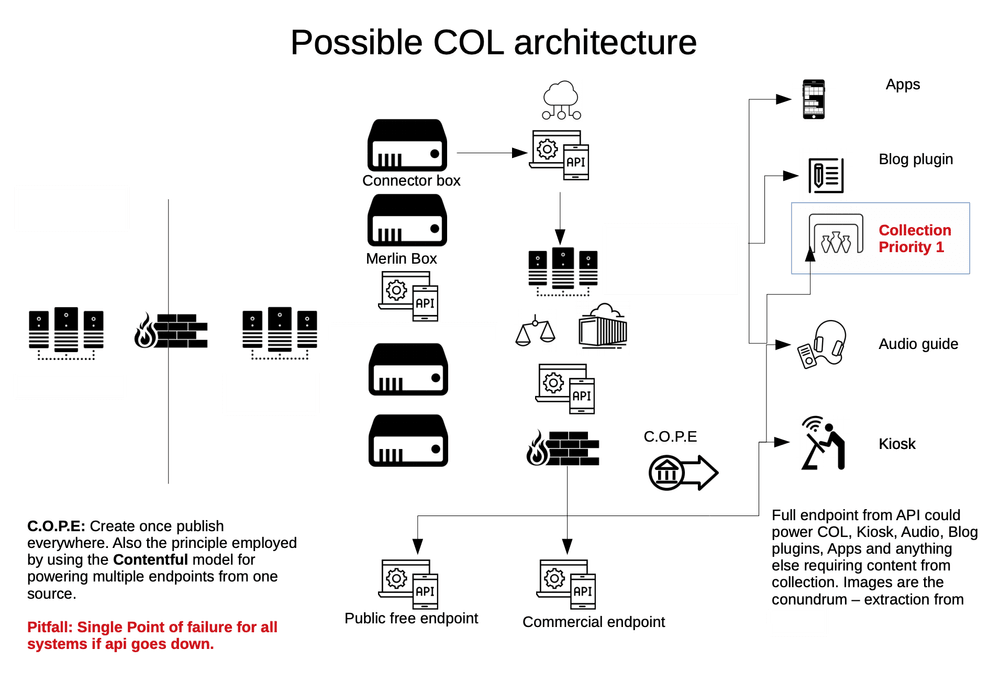 Possible COL architecture
Apps
API
Connector box
Blog plugin
Collection
Priority 1
Merlin Box
API
Audio guide
API
C.O.P.E
Kiosk
C.O.P.E: Create once publish
everywhere. Also the principle employed
by using the Contentful model for
powering multiple endpoints from one
source.
Pitfall: Single Point of failure for all
systems if api goes down.
API
Public free endpoint
API
Commercial endpoint
Full endpoint from API could
power COL, Kiosk, Audio, Blog
plugins, Apps and anything
else requiring content from
collection. Images are the
conundrum – extraction from